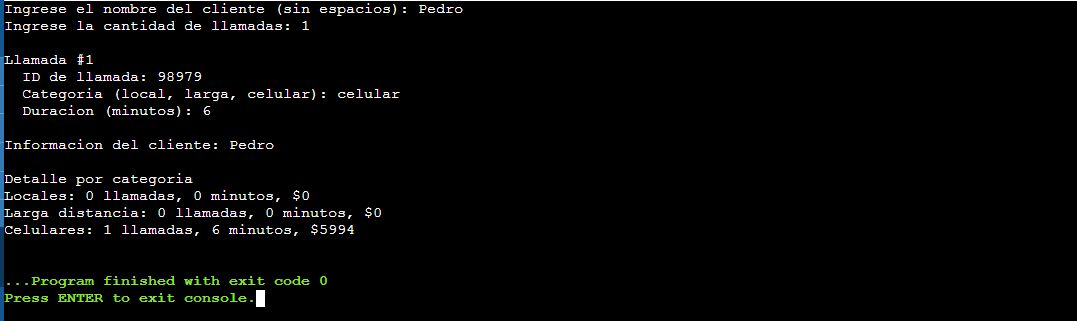 Ingrese el nombre del cliente (sin espacios): Pedro
Ingrese la cantidad de llamadas: 1
Llamada #1
ID de llamada: 98979
Categoria (local, larga, celular): celular
Duracion (minutos): 6
Informacion del cliente: Pedro
Detalle por categoria
Locales: 0 llamadas, 0 minutos, $0
Larga distancia: 0 llamadas, 0 minutos, $0
Celulares: 1 llamadas, 6 minutos, $5994
...Program finished with exit code 0
Press ENTER to exit console.